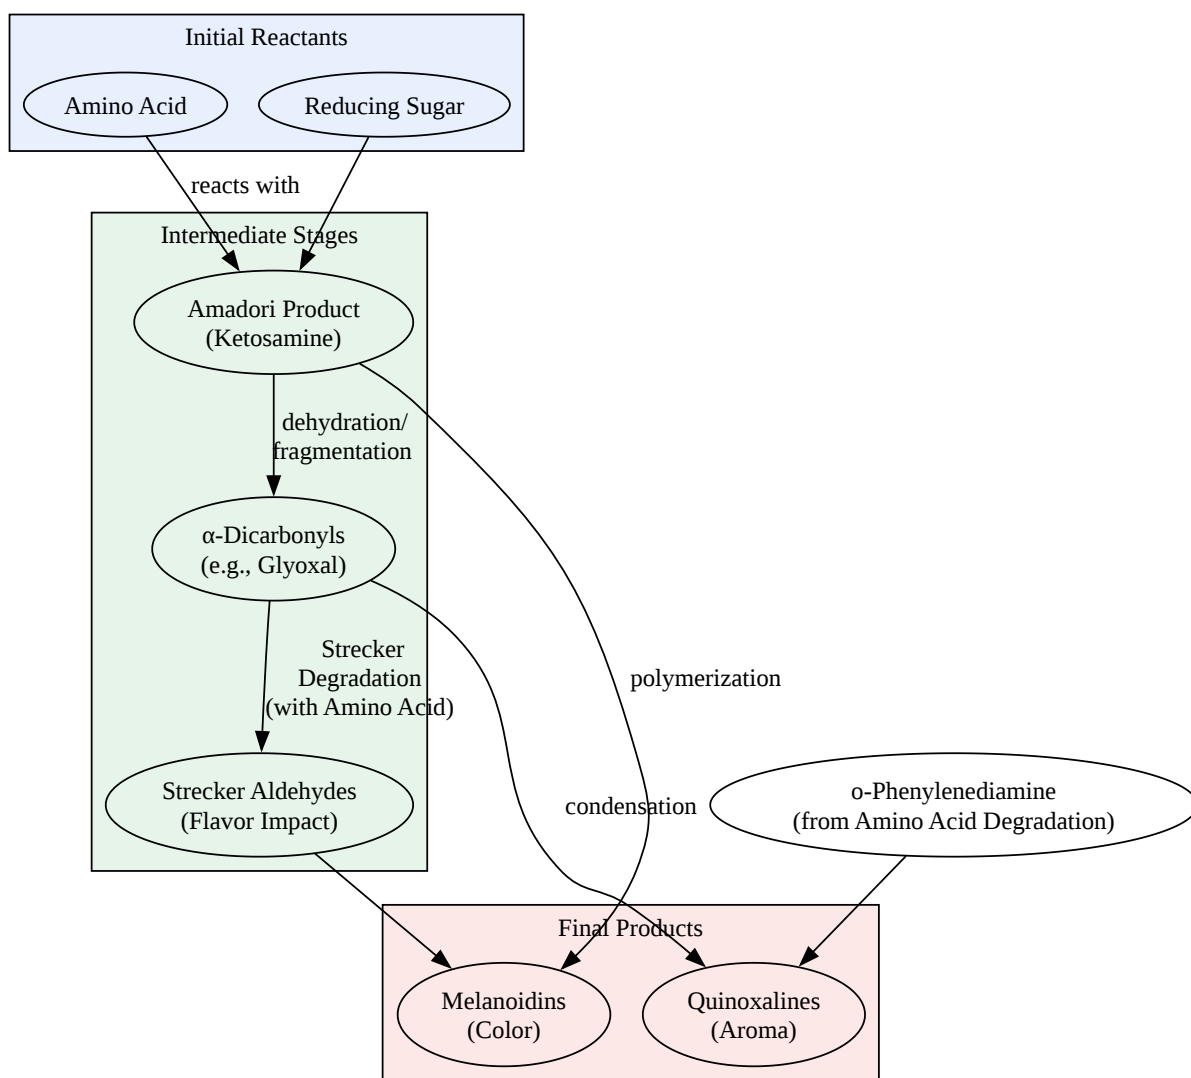 Initial Reactants
Amino Acid
Reducing Sugar
reacts with
Intermediate Stages
Amadori Product
(Ketosamine)
dehydration/
fragmentation
α-Dicarbonyls
(e.g., Glyoxal)
Strecker
Degradation
(with Amino Acid)
polymerization
condensation
Strecker Aldehydes
(Flavor Impact)
o-Phenylenediamine
(from Amino Acid Degradation)
Final Products
Melanoidins
(Color)
Quinoxalines
(Aroma)